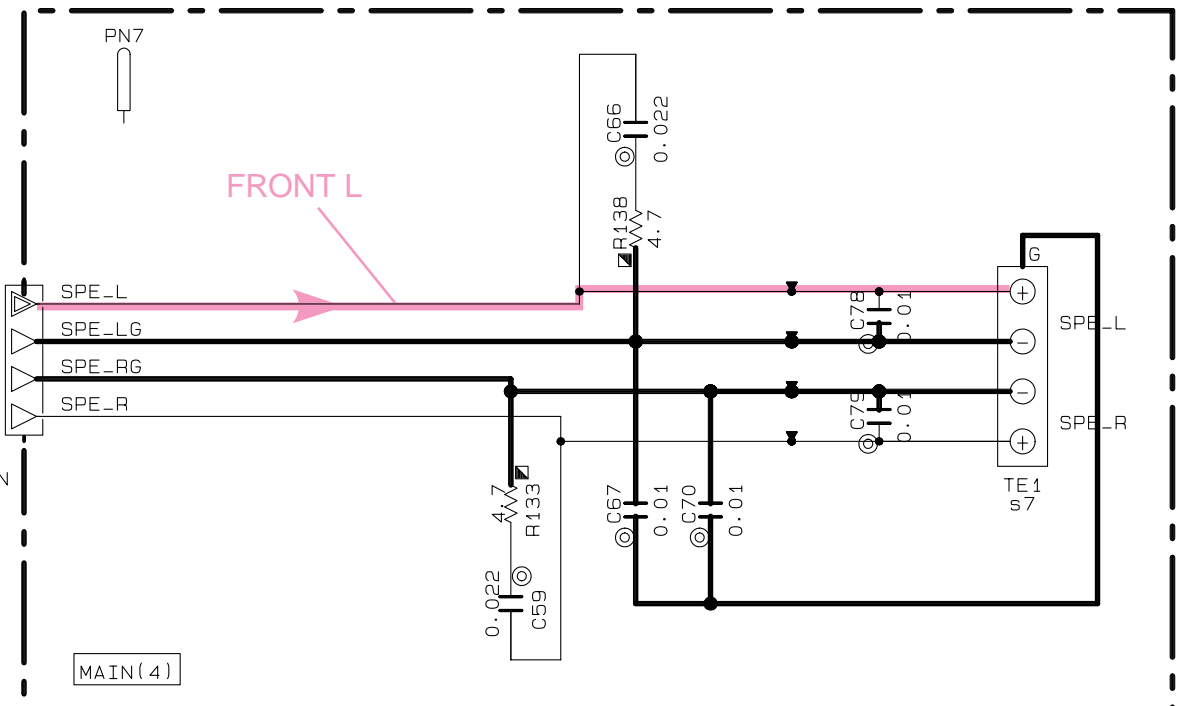 PN7
C66
0.022
FRONT L
R138
4.7
G
SPE_L
+
C78
0.01
SPE_L
SPE_LG
-
SPE_RG
-
C79
0.01
SPE_R
SPE_R
+
TE1
s7
4.7
R133
C67
0.01
C70
0.01
0.022
C59
MAIN(4)